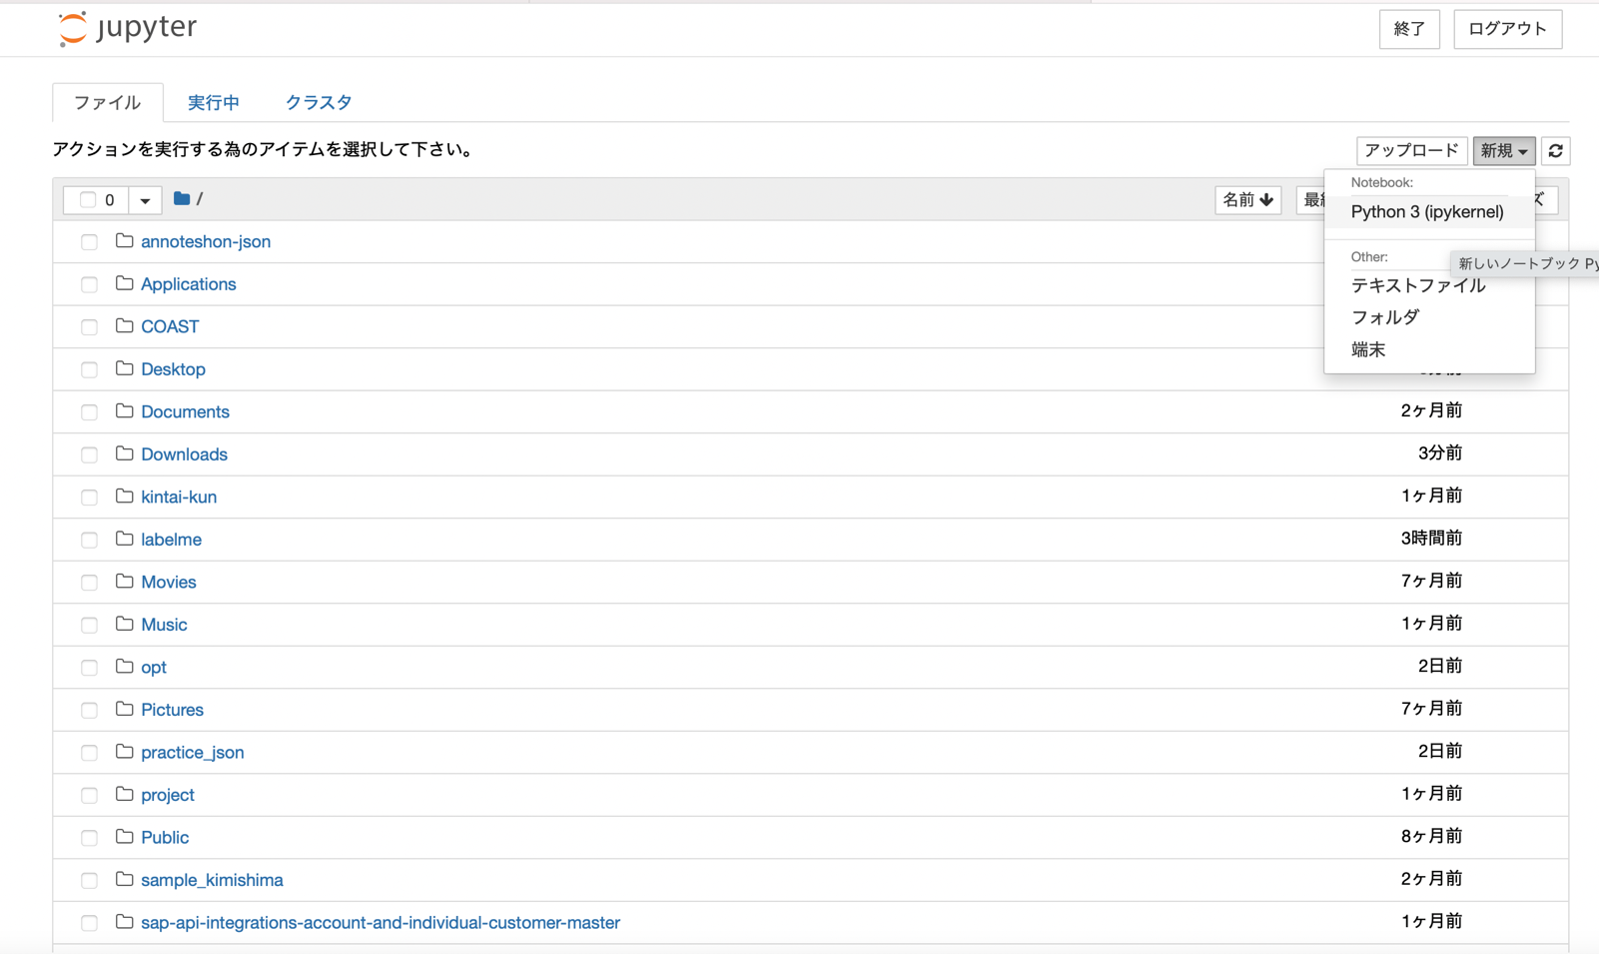 jupyter
終了 ログアウト
ファイル 実行中 クラスタ
アクションを実行する為のアイテムを選択して下さい。
アップロード 新規
0 / 名前
Notebook:
Python 3 (ipykernel)
Other:
新しいノートブック
テキストファイル
フォルダ
端末
annoteshon-json
Applications
COAST
Desktop
Documents 2ヶ月前
Downloads 3分前
kintai-kun 1ヶ月前
labelme 3時間前
Movies 7ヶ月前
Music 1ヶ月前
opt 2日前
Pictures 7ヶ月前
practice_json 2日前
project 1ヶ月前
Public 8ヶ月前
sample_kimishima 2ヶ月前
sap-api-integrations-account-and-individual-customer-master 1ヶ月前